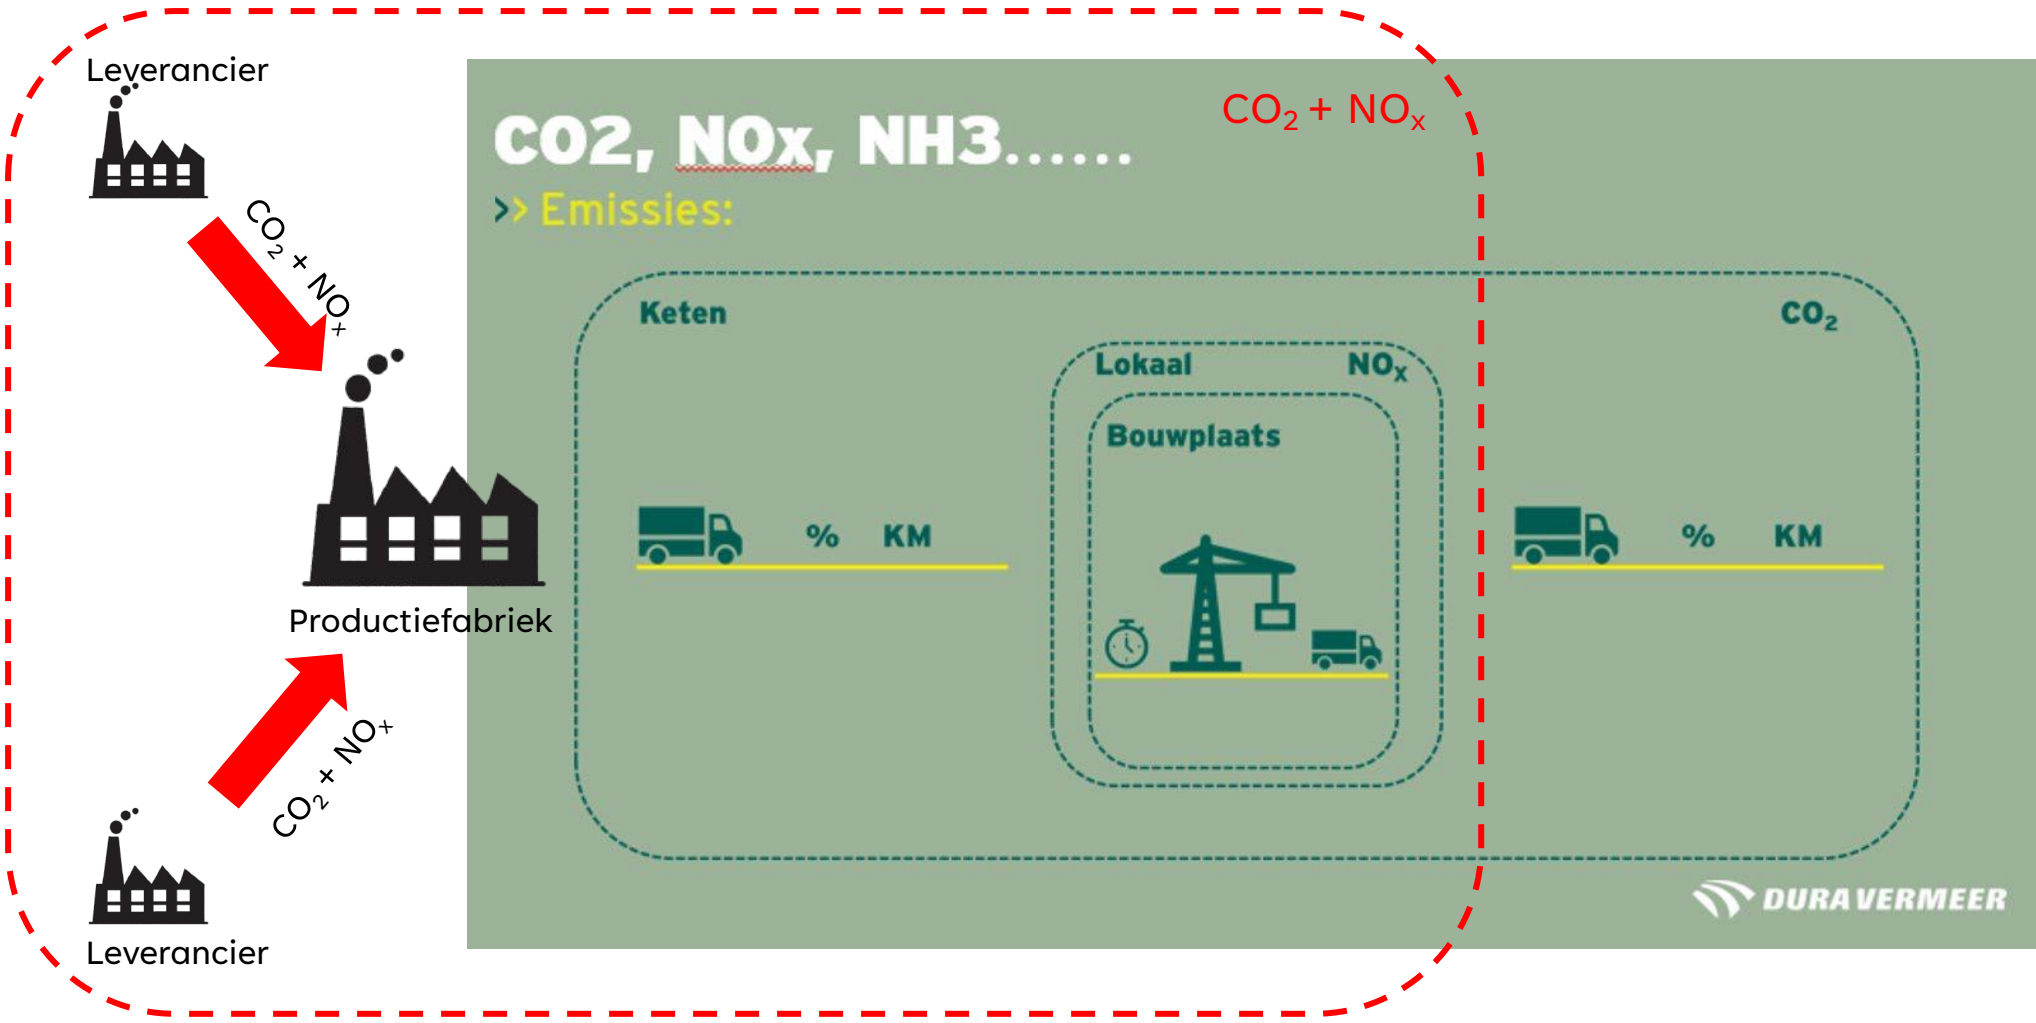 Leverancier
CO₂ + NOₓ
CO2, NOx, NH3......
>> Emissies:
CO₂ + NOₓ
Keten
CO₂
Lokaal
NOₓ
Bouwplaats
% KM
% KM
Productiefabriek
CO₂ + NOₓ
DURA VERMEER
Leverancier